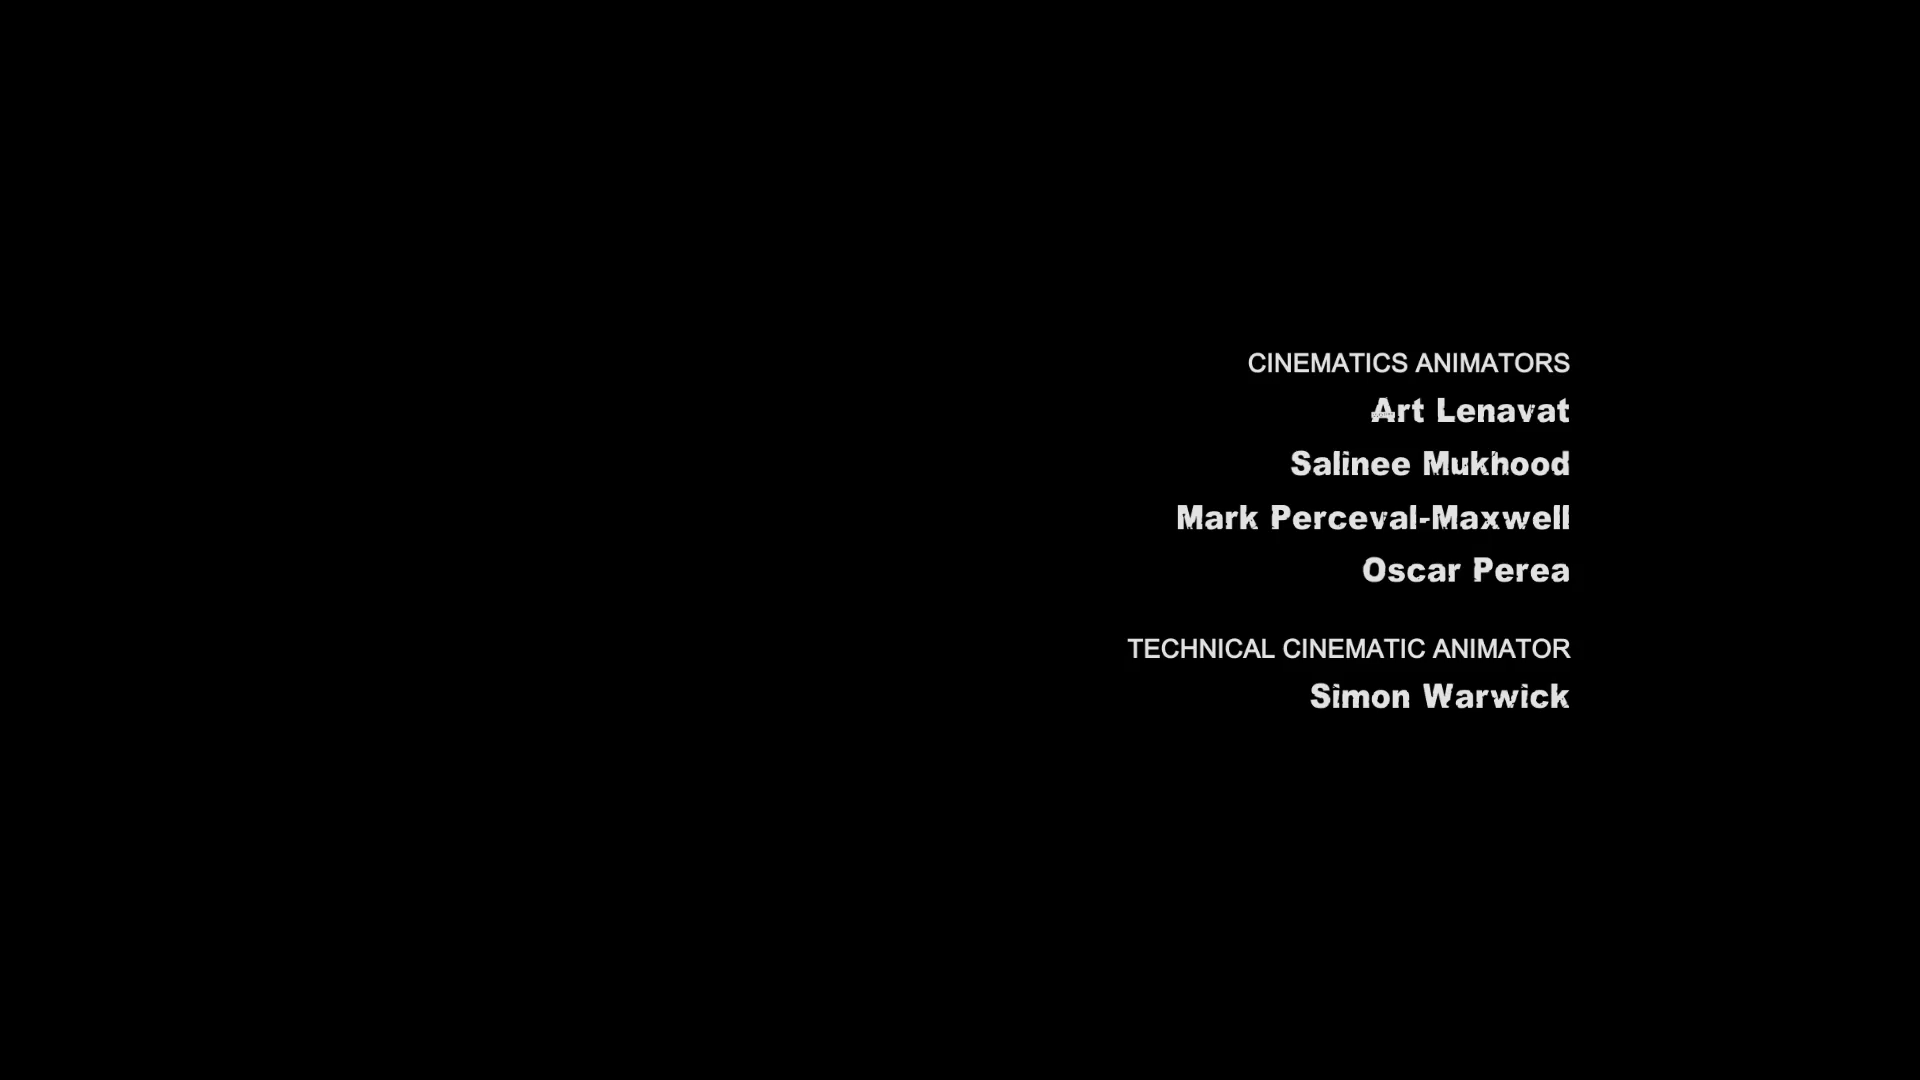 CINEMATICS ANIMATORS
Art Lenavat
Salinee Mukhood
Mark Perceval-Maxwell
Oscar Perea
TECHNICAL CINEMATIC ANIMATOR
Simon Warwick